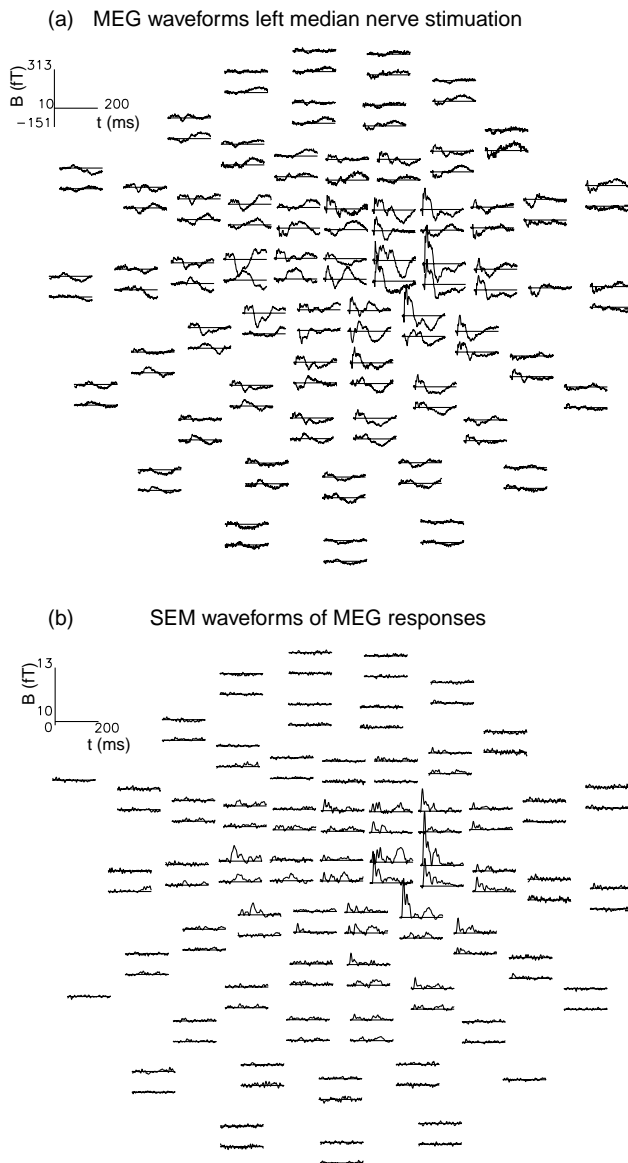 (a) MEG waveforms left median nerve stimuation
313
B (fT)
10 200
−151 t (ms)
(b) SEM waveforms of MEG responses
13
B (fT)
10
0 200
t (ms)